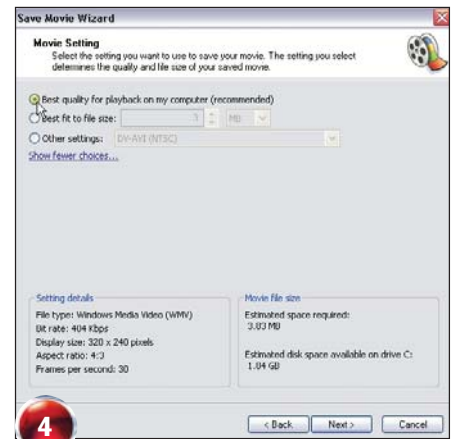 Save Movie Wizard
Movie Setting
Select the setting you want to use to save your movie. The setting you select
determines the quality and file size of your saved movie.
Best quality for playback on my computer (recommended)
Best fit to file size: 3 MB
Other settings: DV-AVI (NTSC)
Show fewer choices...
Setting details
File type: Windows Media Video (WMV)
Bit rate: 404 Kbps
Display size: 320 x 240 pixels
Aspect ratio: 4:3
Frames per second: 30
Movie file size
Estimated space required:
3.83 MB
Estimated disk space available on drive C:
1.04 GB
4
< Back Next > Cancel